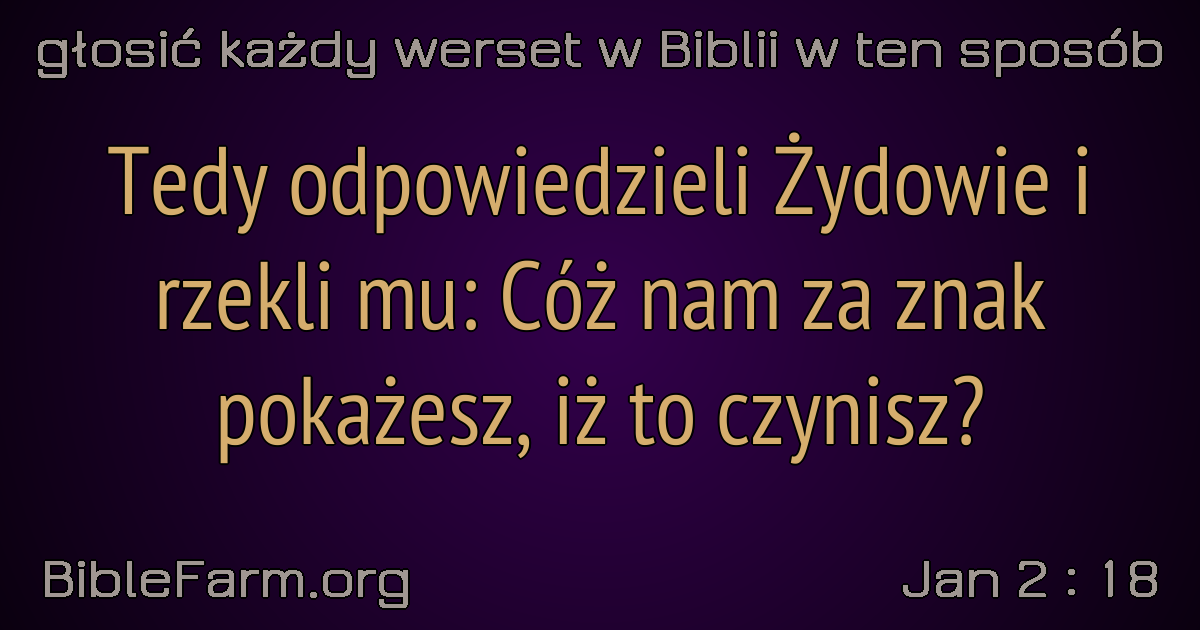 głosić każdy werset w Biblii w ten sposób
Tedy odpowiedzieli Żydowie i
rzekli mu: Cóż nam za znak
pokażesz, iż to czynisz?
BibleFarm.org
Jan 2 : 18